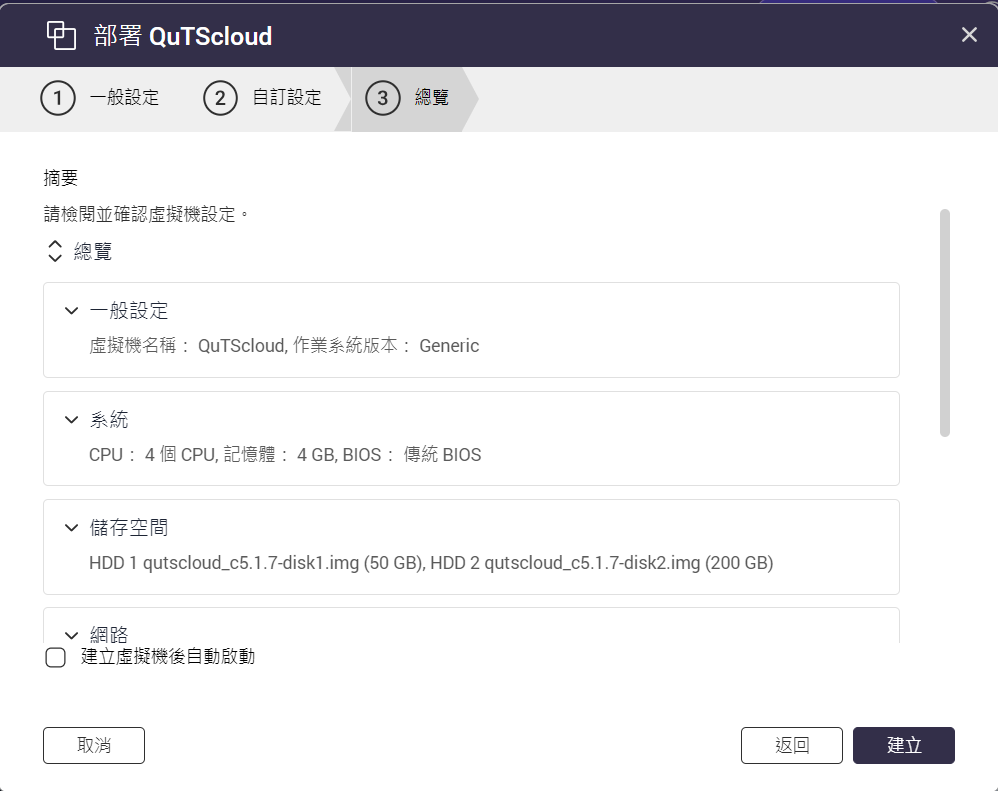 部署 QuTScloud
1 一般設定 2 自訂設定 3 總覽
摘要
請檢閱並確認虛擬機設定。
總覽
一般設定
虛擬機名稱： QuTScloud, 作業系統版本： Generic
系統
CPU： 4 個 CPU, 記憶體： 4 GB, BIOS： 傳統 BIOS
儲存空間
HDD 1 qutscloud_c5.1.7-disk1.img (50 GB), HDD 2 qutscloud_c5.1.7-disk2.img (200 GB)
網路
建立虛擬機後自動啟動
取消 返回 建立